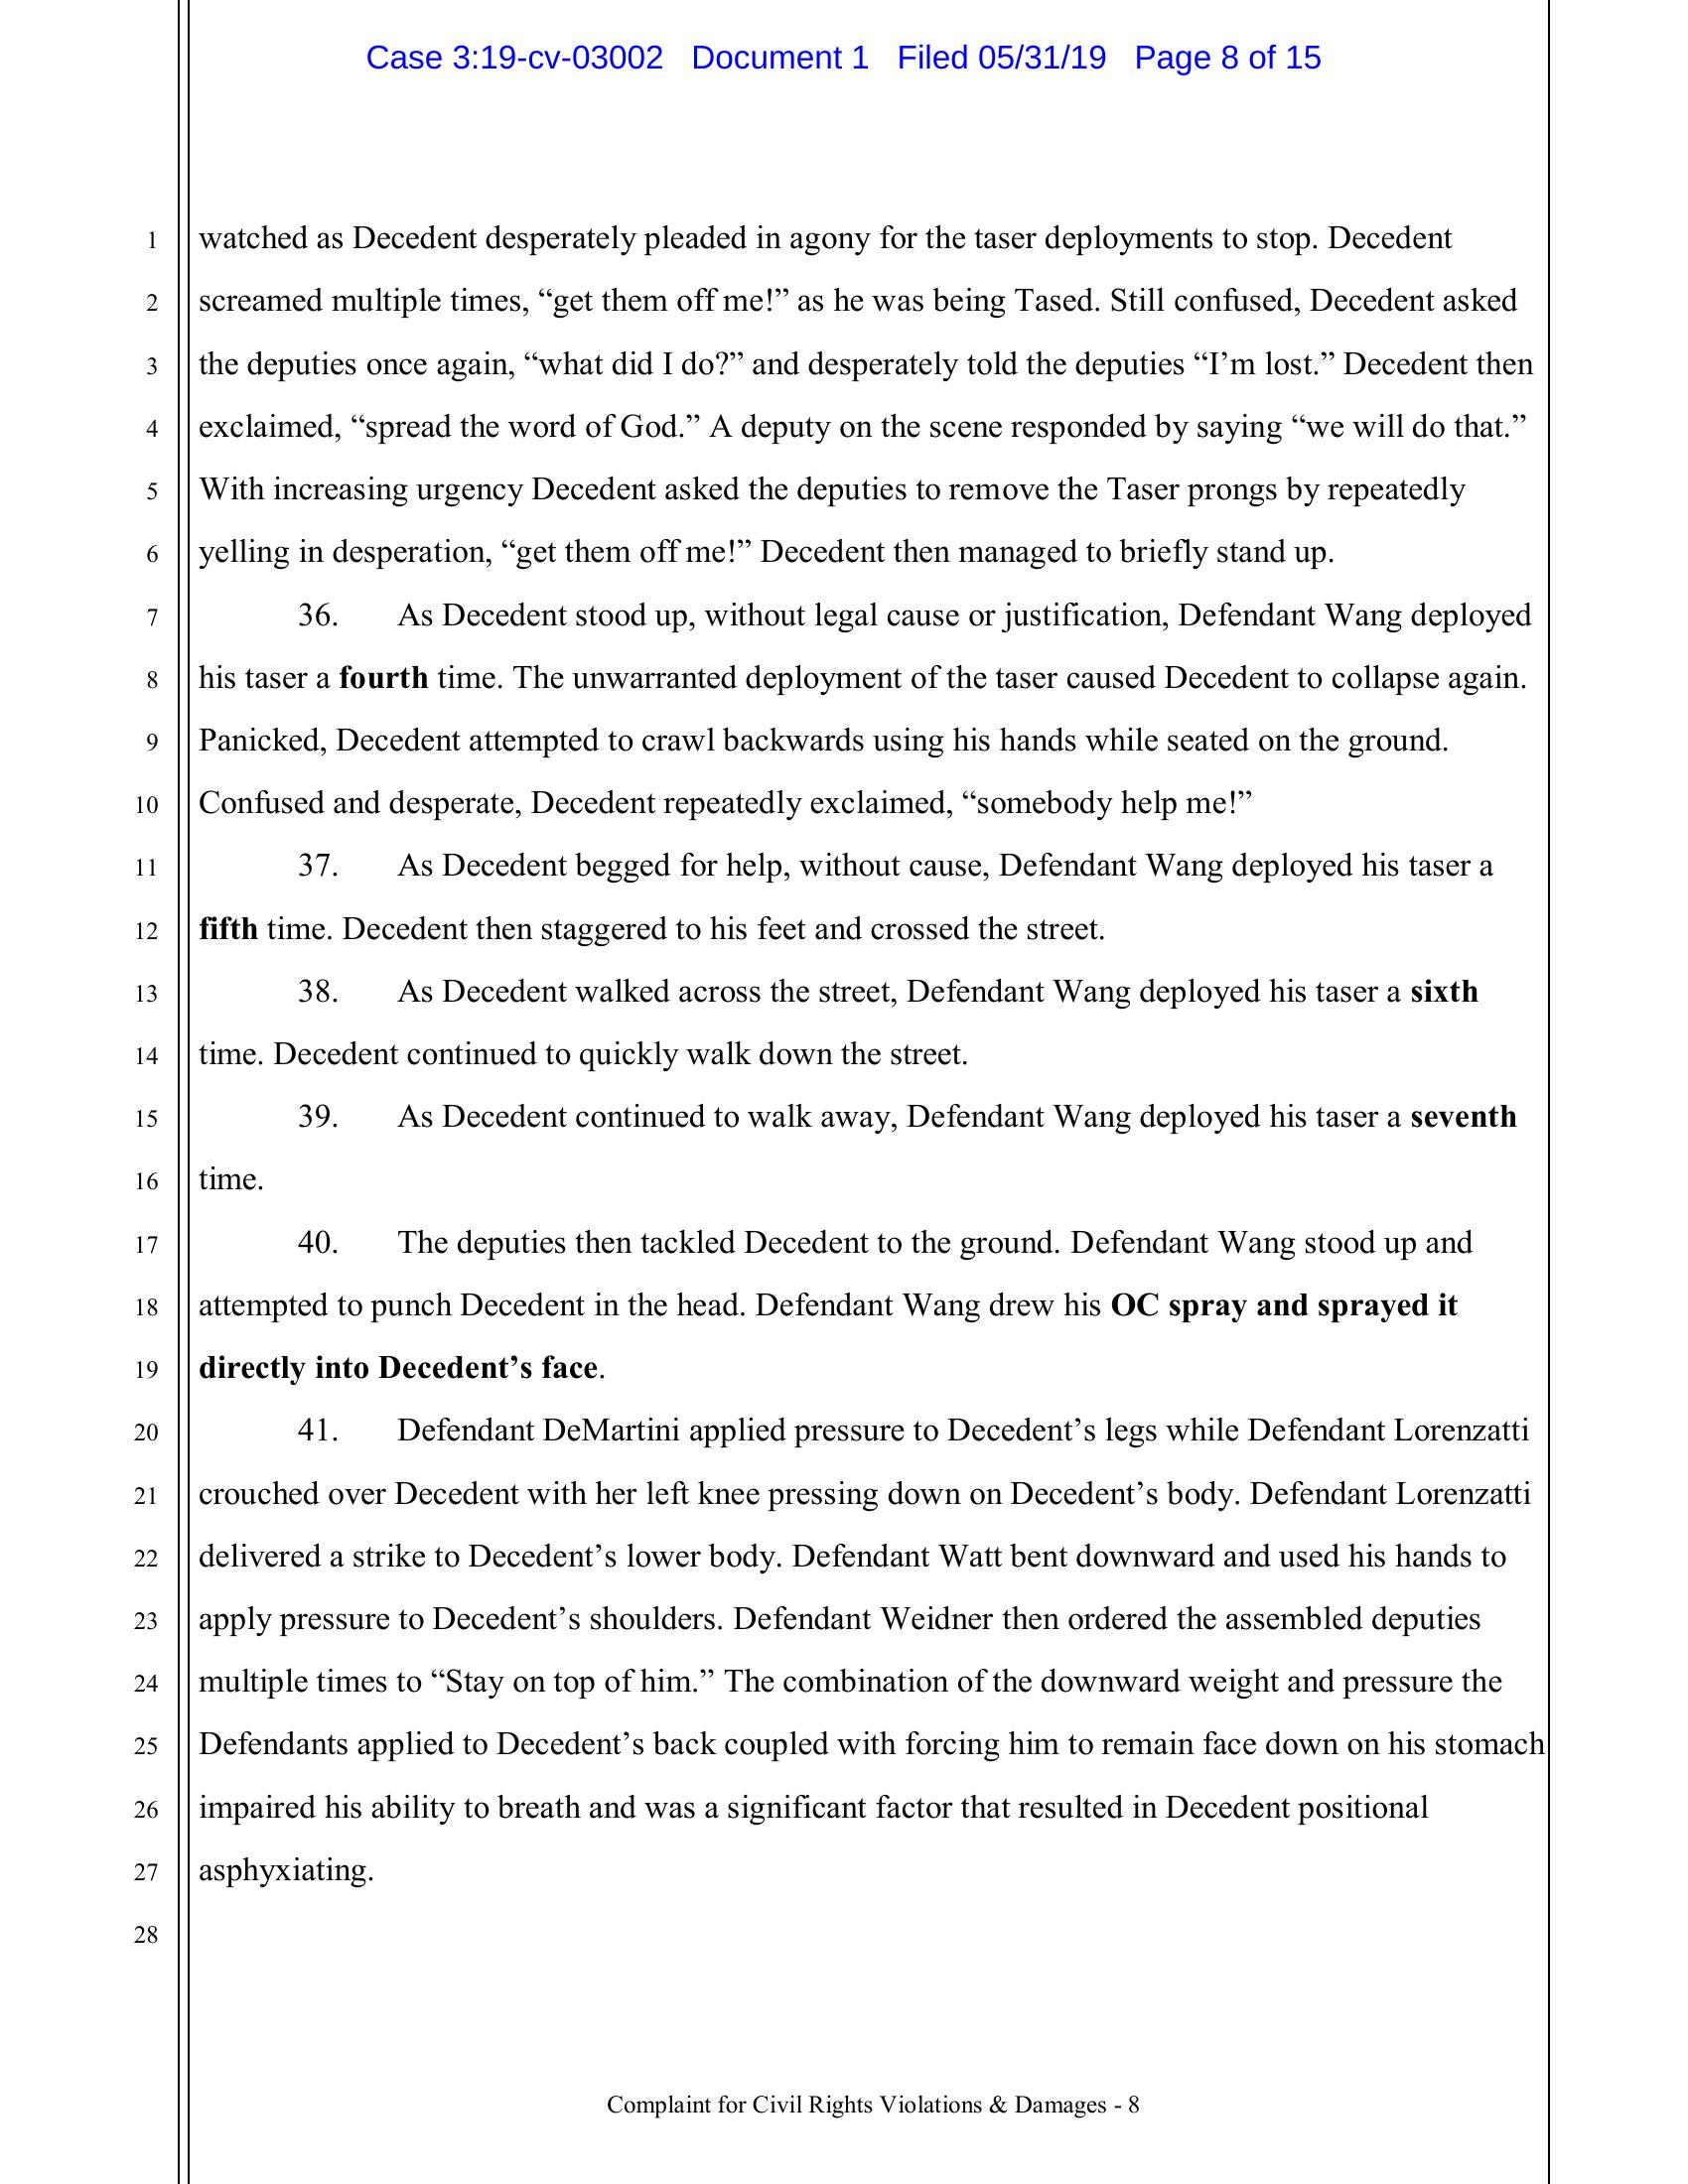 Case 3:19-cv-03002 Document 1 Filed 05/31/19 Page 8 of 15
1 watched as Decedent desperately pleaded in agony for the taser deployments to stop. Decedent
2 screamed multiple times, “get them off me!” as he was being Tased. Still confused, Decedent asked
3 the deputies once again, “what did I do?” and desperately told the deputies “I’m lost.” Decedent then
4 exclaimed, “spread the word of God.” A deputy on the scene responded by saying “we will do that.”
5 With increasing urgency Decedent asked the deputies to remove the Taser prongs by repeatedly
6 yelling in desperation, “get them off me!” Decedent then managed to briefly stand up.
7 36. As Decedent stood up, without legal cause or justification, Defendant Wang deployed
8 his taser a fourth time. The unwarranted deployment of the taser caused Decedent to collapse again.
9 Panicked, Decedent attempted to crawl backwards using his hands while seated on the ground.
10 Confused and desperate, Decedent repeatedly exclaimed, “somebody help me!”
11 37. As Decedent begged for help, without cause, Defendant Wang deployed his taser a
12 fifth time. Decedent then staggered to his feet and crossed the street.
13 38. As Decedent walked across the street, Defendant Wang deployed his taser a sixth
14 time. Decedent continued to quickly walk down the street.
15 39. As Decedent continued to walk away, Defendant Wang deployed his taser a seventh
16 time.
17 40. The deputies then tackled Decedent to the ground. Defendant Wang stood up and
18 attempted to punch Decedent in the head. Defendant Wang drew his OC spray and sprayed it
19 directly into Decedent’s face.
20 41. Defendant DeMartini applied pressure to Decedent’s legs while Defendant Lorenzatti
21 crouched over Decedent with her left knee pressing down on Decedent’s body. Defendant Lorenzatti
22 delivered a strike to Decedent’s lower body. Defendant Watt bent downward and used his hands to
23 apply pressure to Decedent’s shoulders. Defendant Weidner then ordered the assembled deputies
24 multiple times to “Stay on top of him.” The combination of the downward weight and pressure the
25 Defendants applied to Decedent’s back coupled with forcing him to remain face down on his stomach
26 impaired his ability to breath and was a significant factor that resulted in Decedent positional
27 asphyxiating.
28
Complaint for Civil Rights Violations & Damages - 8